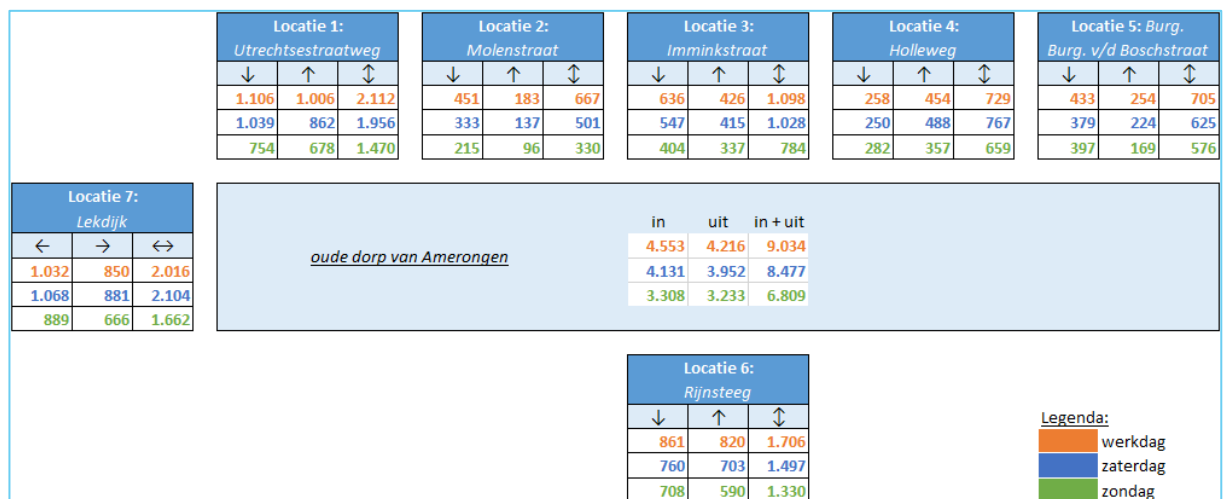 Locatie 1: Locatie 2: Locatie 3: Locatie 4: Locatie 5: Burg.
Utrechtsestraatweg Molenstraat Imminkstraat Holleweg Burg. v/d Boschstraat
↓ ↑ ↕ ↓ ↑ ↕ ↓ ↑ ↕ ↓ ↑ ↕ ↓ ↑ ↕
1.106 1.006 2.112 451 183 667 636 426 1.098 258 454 729 433 254 705
1.039 862 1.956 333 137 501 547 415 1.028 250 488 767 379 224 625
754 678 1.470 215 96 330 404 337 784 282 357 659 397 169 576
Locatie 7:
Lekdijk
← → ↔
1.032 850 2.016
1.068 881 2.104
889 666 1.662
oude dorp van Amerongen
in uit in + uit
4.553 4.216 9.034
4.131 3.952 8.477
3.308 3.233 6.809
Locatie 6:
Rijnsteeg
↓ ↑ ↕
861 820 1.706
760 703 1.497
708 590 1.330
Legenda:
werkdag
zaterdag
zondag